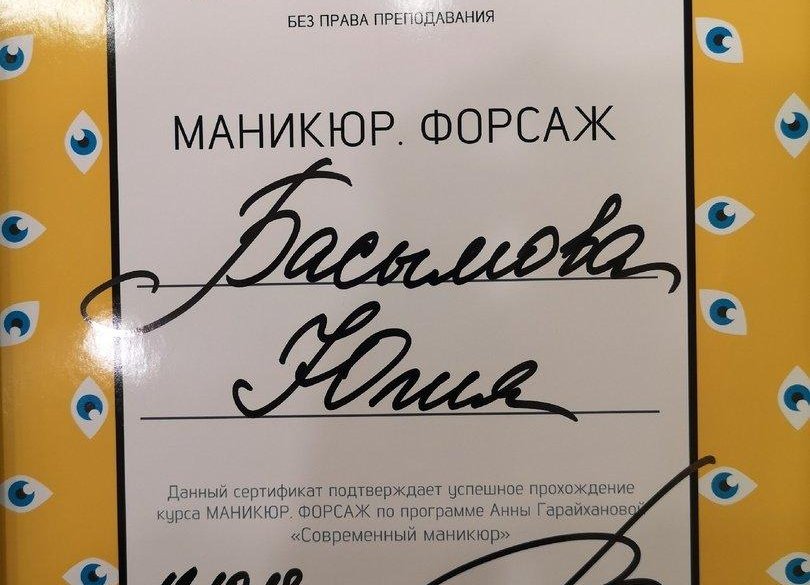 БЕЗ ПРАВА ПРЕПОДАВАНИЯ
МАНИКЮР. ФОРСАЖ
Басымова
Юлия
Данный сертификат подтверждает успешное прохождение
курса МАНИКЮР. ФОРСАЖ по программе Анны Гарайхановой
«Современный маникюр»